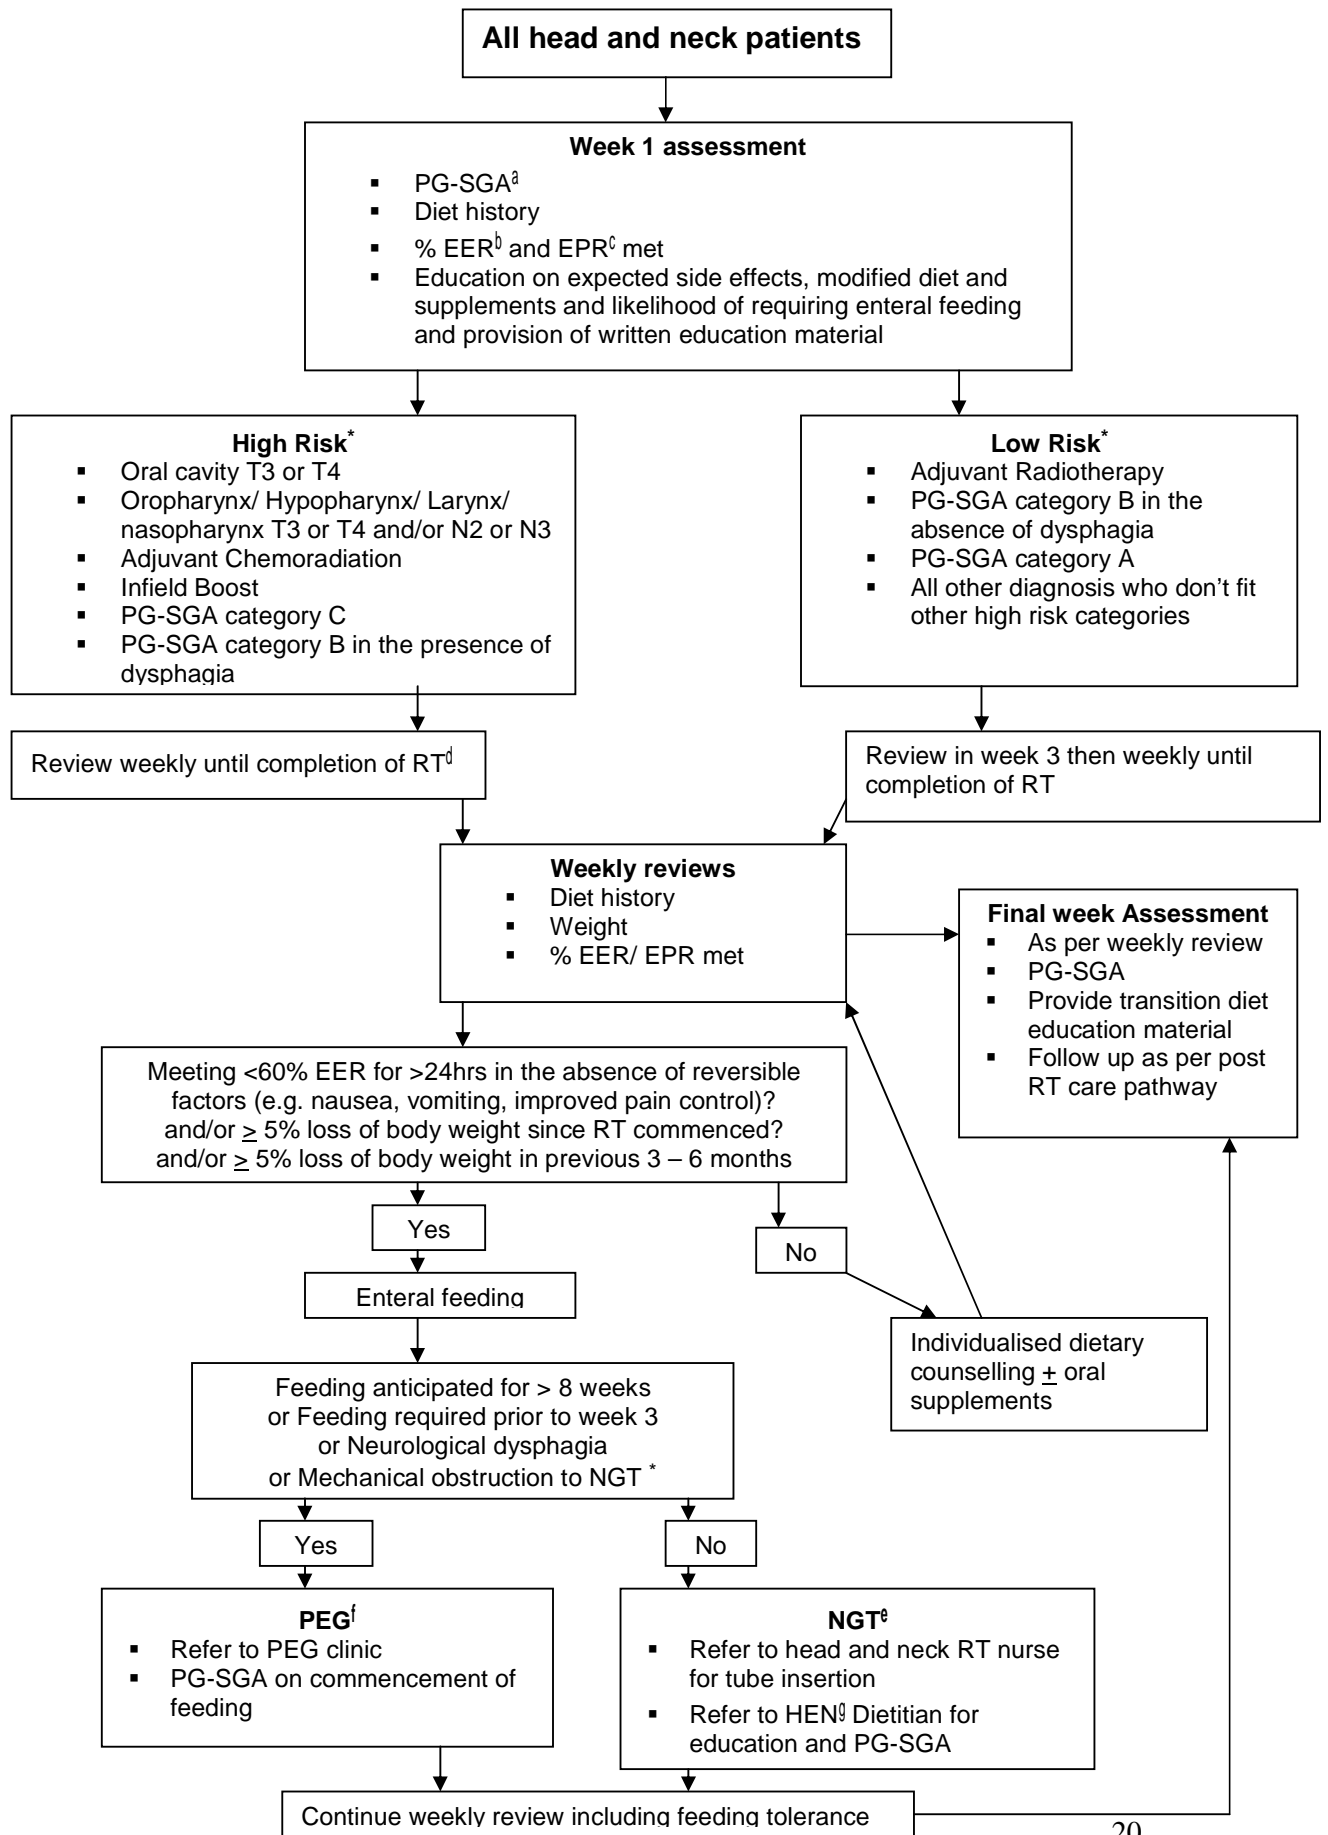 All head and neck patients
Week 1 assessment
▪ PG-SGAᵃ
▪ Diet history
▪ % EERᵇ and EPRᶜ met
▪ Education on expected side effects, modified diet and
supplements and likelihood of requiring enteral feeding
and provision of written education material
High Risk*
▪ Oral cavity T3 or T4
▪ Oropharynx/ Hypopharynx/ Larynx/
nasopharynx T3 or T4 and/or N2 or N3
▪ Adjuvant Chemoradiation
▪ Infield Boost
▪ PG-SGA category C
▪ PG-SGA category B in the presence of
dysphagia
Low Risk*
▪ Adjuvant Radiotherapy
▪ PG-SGA category B in the
absence of dysphagia
▪ PG-SGA category A
▪ All other diagnosis who don’t fit
other high risk categories
Review weekly until completion of RTᵈ
Review in week 3 then weekly until
completion of RT
Weekly reviews
▪ Diet history
▪ Weight
▪ % EER/ EPR met
Final week Assessment
▪ As per weekly review
▪ PG-SGA
▪ Provide transition diet
education material
▪ Follow up as per post
RT care pathway
Meeting <60% EER for >24hrs in the absence of reversible
factors (e.g. nausea, vomiting, improved pain control)?
and/or ≥ 5% loss of body weight since RT commenced?
and/or ≥ 5% loss of body weight in previous 3 – 6 months
Yes
No
Enteral feeding
Individualised dietary
counselling ± oral
supplements
Feeding anticipated for > 8 weeks
or Feeding required prior to week 3
or Neurological dysphagia
or Mechanical obstruction to NGT *
Yes
No
PEGᶠ
▪ Refer to PEG clinic
▪ PG-SGA on commencement of
feeding
NGTᵉ
▪ Refer to head and neck RT nurse
for tube insertion
▪ Refer to HENᵍ Dietitian for
education and PG-SGA
Continue weekly review including feeding tolerance
20